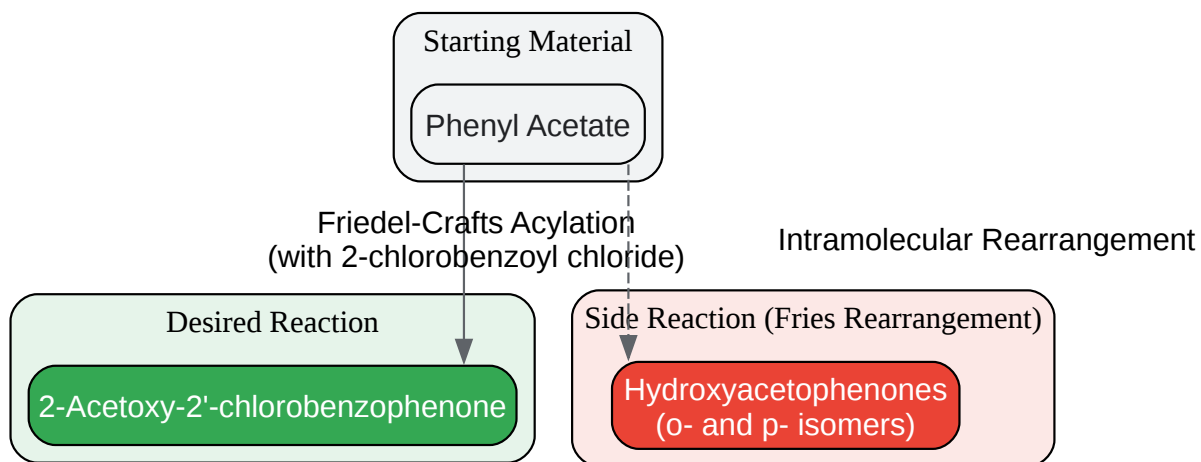 Starting Material
Phenyl Acetate
Friedel-Crafts Acylation
(with 2-chlorobenzoyl chloride)
Intramolecular Rearrangement
Desired Reaction
2-Acetoxy-2'-chlorobenzophenone
Side Reaction (Fries Rearrangement)
Hydroxyacetophenones
(o- and p- isomers)